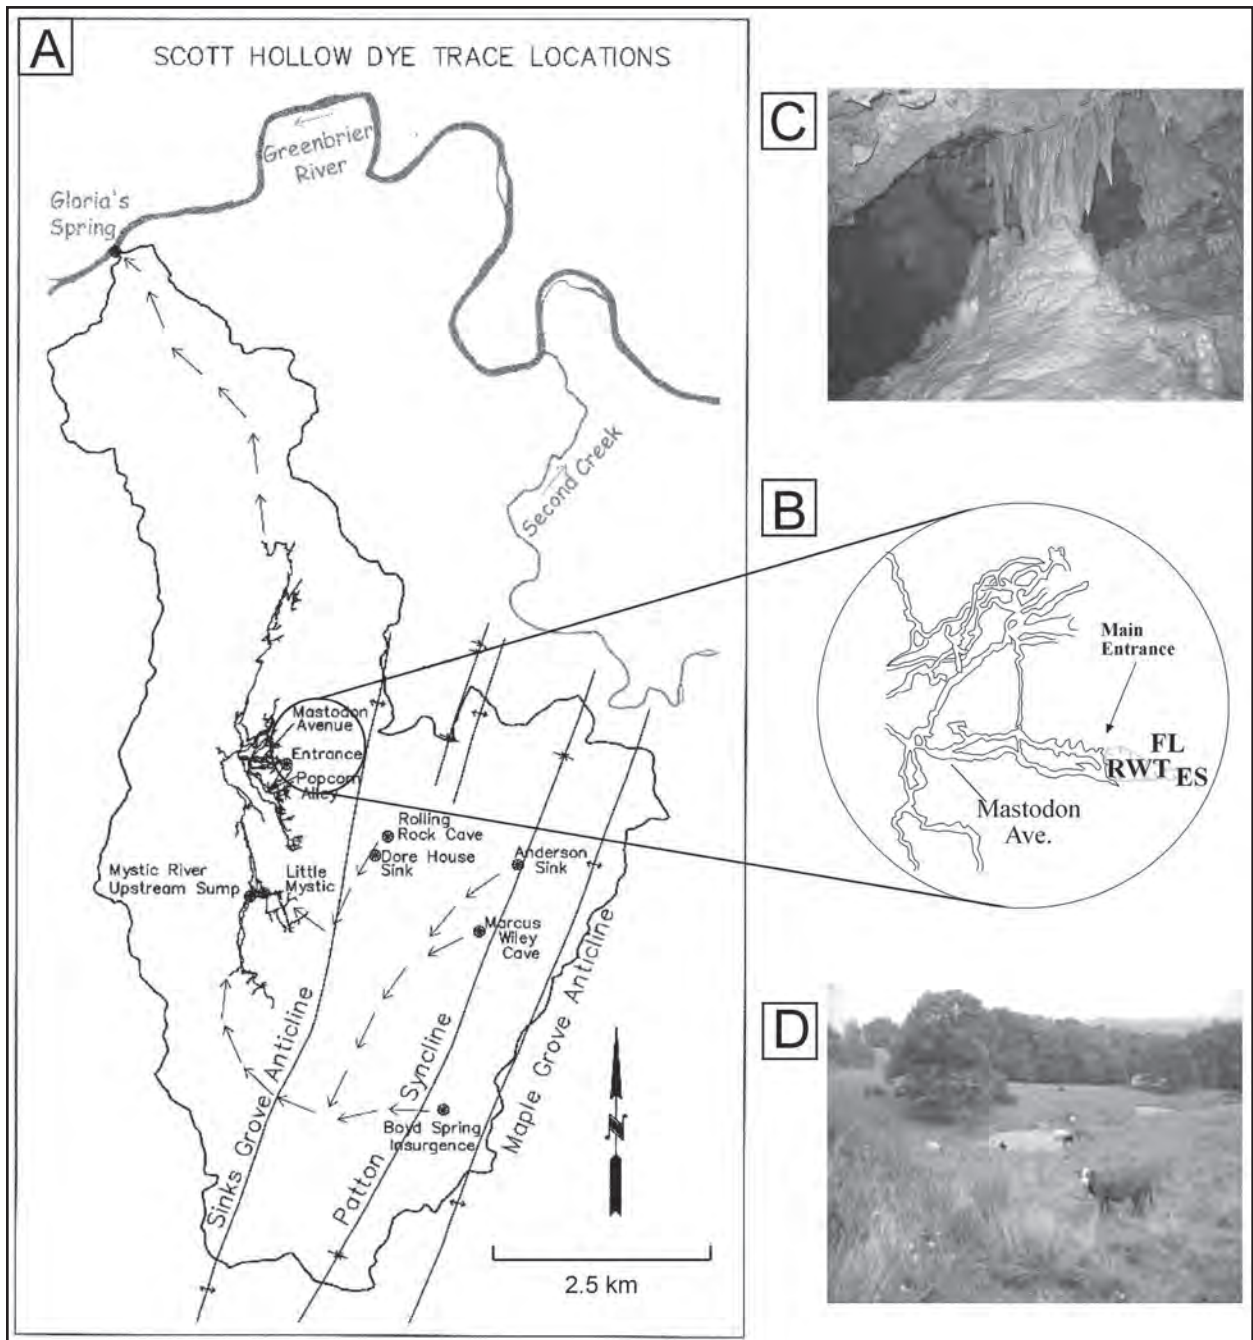 A
SCOTT HOLLOW DYE TRACE LOCATIONS
Greenbrier
River
Gloria's
Spring
Second Creek
Mastodon
Avenue
Entrance
Popcorn
Alley
Rolling
Rock Cave
Dore House
Sink
Anderson
Sink
Mystic River
Upstream Sump
Little
Mystic
Marcus
Wiley
Cave
Boyd Spring
Insurgence
Sinks Grove Anticline
Patton Syncline
Maple Grove Anticline
N
2.5 km
C
B
Main
Entrance
FL
RWT
ES
Mastodon
Ave.
D